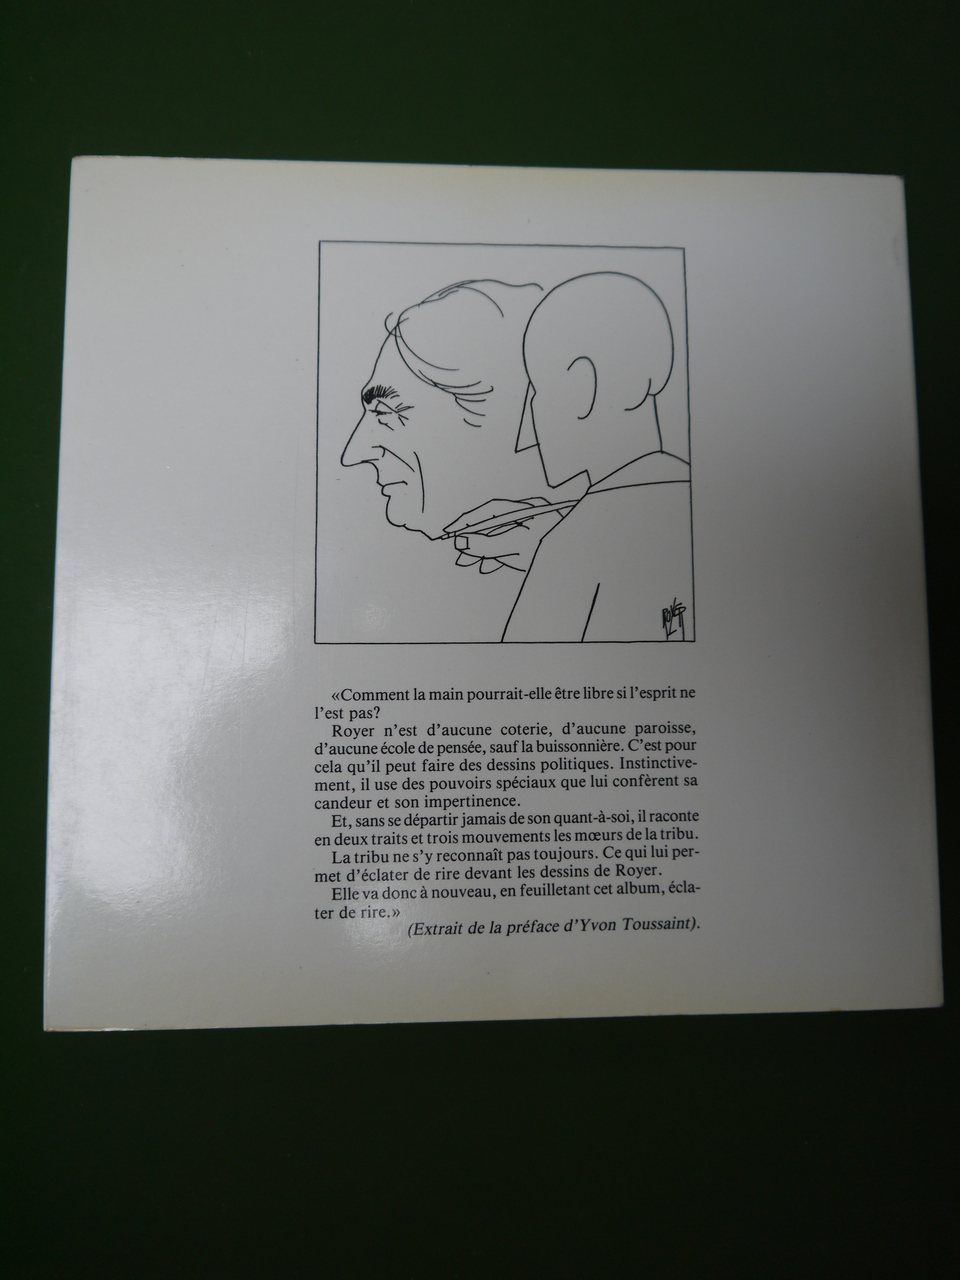 ROYER
«Comment la main pourrait-elle être libre si l'esprit ne
l'est pas?
Royer n'est d'aucune coterie, d'aucune paroisse,
d'aucune école de pensée, sauf la buissonnière. C'est pour
cela qu'il peut faire des dessins politiques. Instinctive-
ment, il use des pouvoirs spéciaux que lui confèrent sa
candeur et son impertinence.
Et, sans se départir jamais de son quant-à-soi, il raconte
en deux traits et trois mouvements les mœurs de la tribu.
La tribu ne s'y reconnaît pas toujours. Ce qui lui per-
met d'éclater de rire devant les dessins de Royer.
Elle va donc à nouveau, en feuilletant cet album, écla-
ter de rire.»
(Extrait de la préface d'Yvon Toussaint).